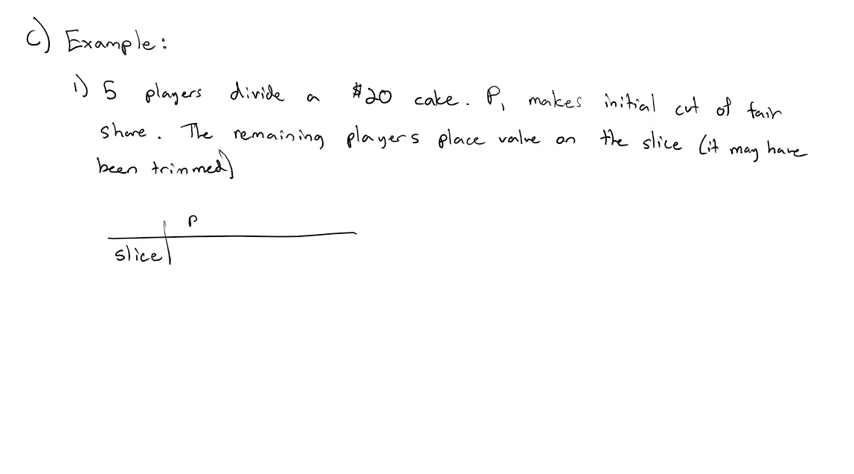 C) Example:
1) 5 players divide a $20 cake. P₁ makes initial cut of fair
share. The remaining players place value on the slice (it may have
been trimmed)
P
slice